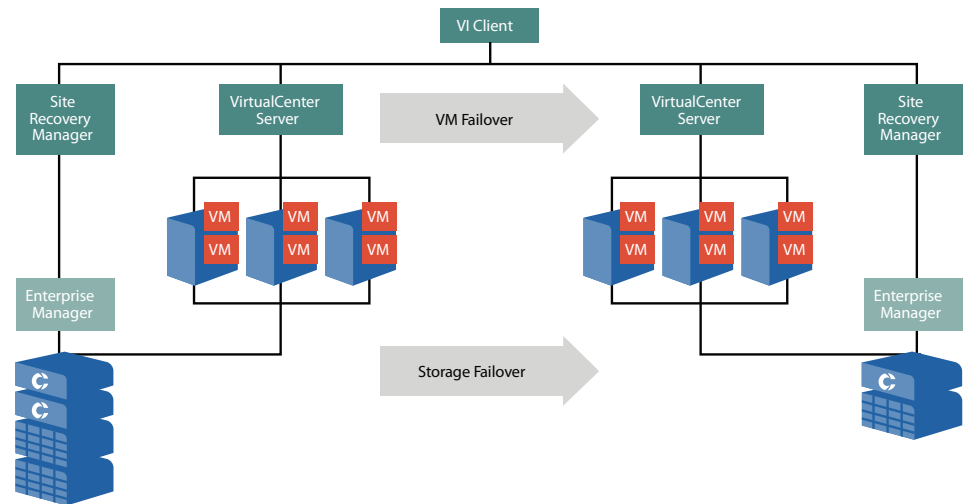 VI Client
Site
Recovery
Manager
VirtualCenter
Server
VM Failover
VirtualCenter
Server
Site
Recovery
Manager
VM
VM
VM
VM
VM
VM
VM
VM
VM
VM
VM
VM
Enterprise
Manager
Enterprise
Manager
Storage Failover